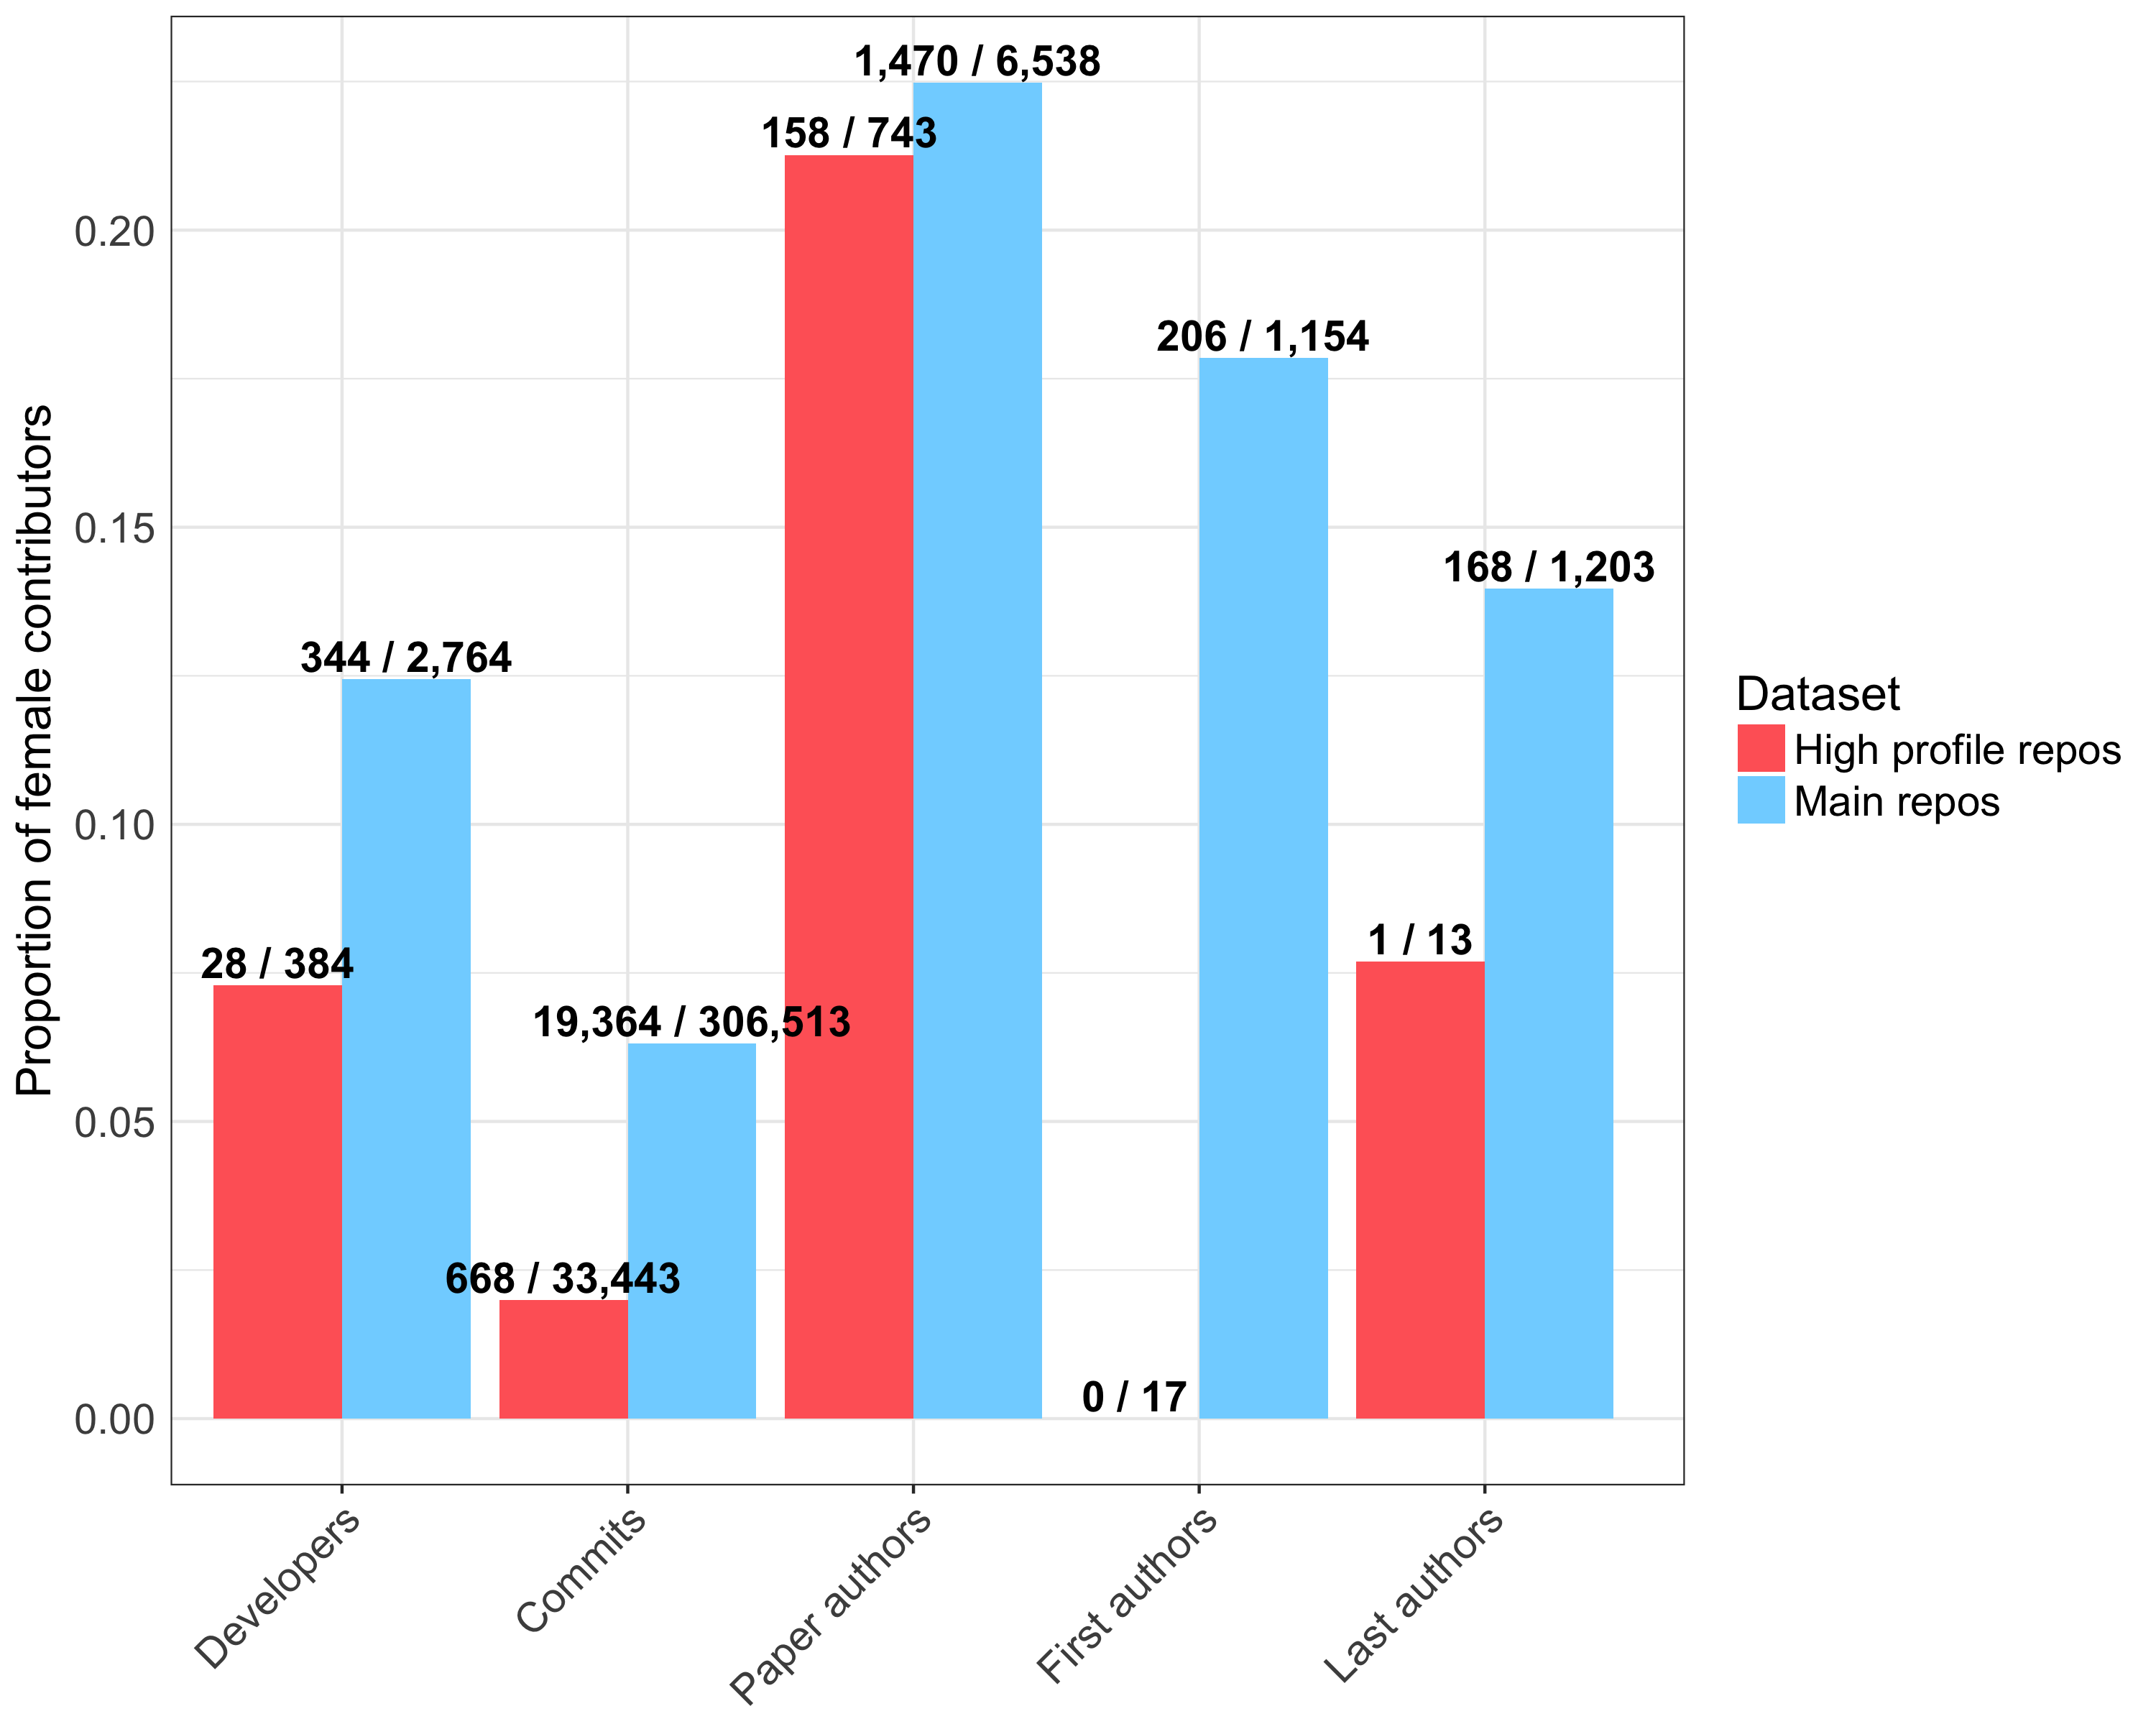 Proportion of female contributors
0.20
0.15
0.10
0.05
0.00
1,470 / 6,538
158 / 743
206 / 1,154
168 / 1,203
344 / 2,764
1 / 13
28 / 384
19,364 / 306,513
668 / 33,443
0 / 17
Developers
Commits
Paper authors
First authors
Last authors
Dataset
High profile repos
Main repos